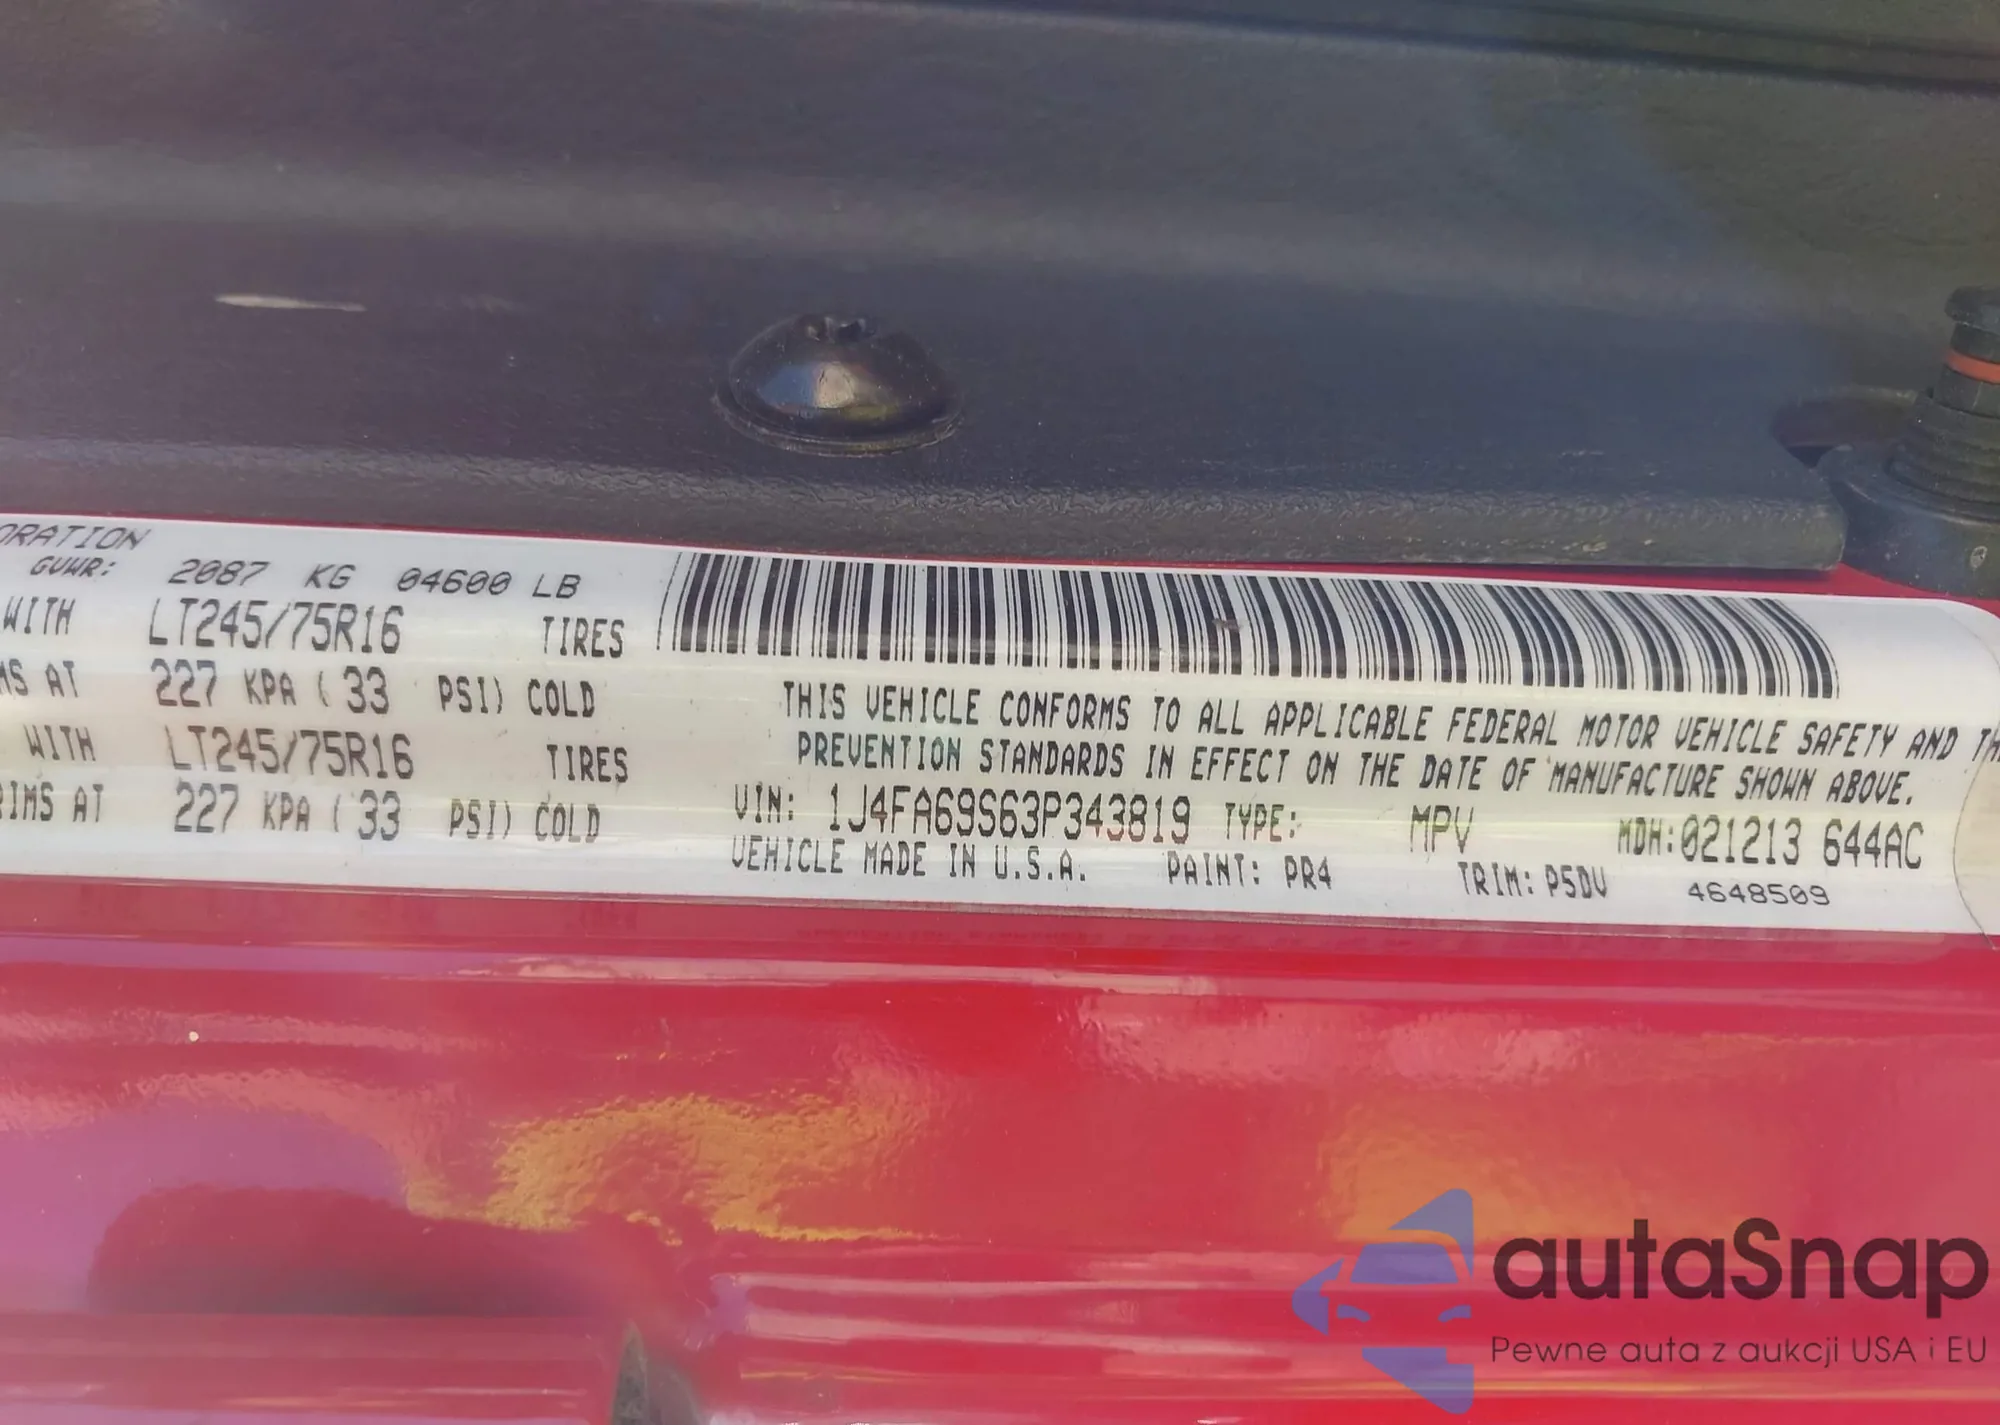 ORATION
GVWR: 2087 KG 04600 LB
WITH LT245/75R16 TIRES
MS AT 227 KPA ( 33 PSI) COLD
WITH LT245/75R16 TIRES
RIMS AT 227 KPA ( 33 PSI) COLD
THIS VEHICLE CONFORMS TO ALL APPLICABLE FEDERAL MOTOR VEHICLE SAFETY AND TH
PREVENTION STANDARDS IN EFFECT ON THE DATE OF MANUFACTURE SHOWN ABOVE.
VIN: 1J4FA69S63P343819 TYPE: MPV MDH: 021213 644AC
VEHICLE MADE IN U.S.A. PAINT: PR4 TRIM: P5DV 4648509
autaSnap
Pewne auta z aukcji USA i EU